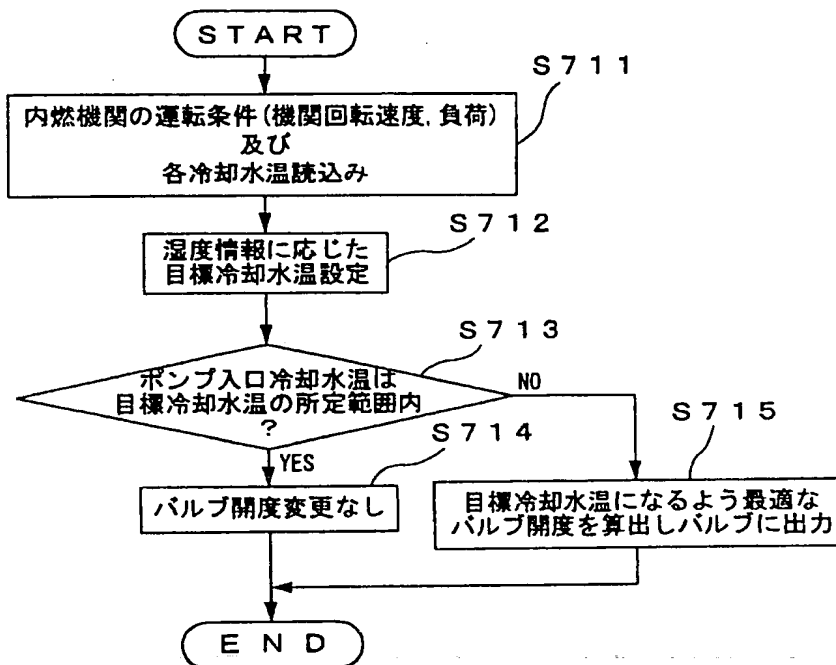 START
S711
内燃機関の運転条件(機関回転速度,負荷)
及び
各冷却水温読込み
S712
湿度情報に応じた
目標冷却水温設定
S713
ポンプ入口冷却水温は
目標冷却水温の所定範囲内
?
NO
YES
S714
バルブ開度変更なし
S715
目標冷却水温になるよう最適な
バルブ開度を算出しバルブに出力
END